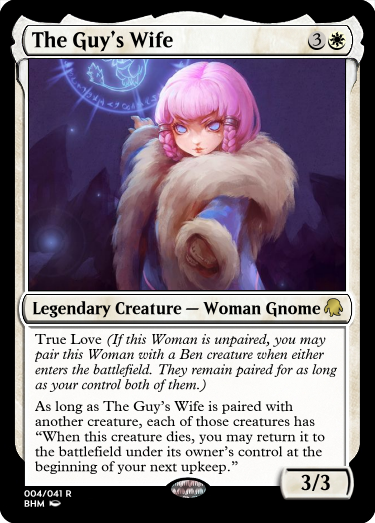 The Guy's Wife 3
Legendary Creature — Woman Gnome
True Love (If this Woman is unpaired, you may
pair this Woman with a Ben creature when either
enters the battlefield. They remain paired for as long
as your control both of them.)
As long as The Guy's Wife is paired with
another creature, each of those creatures has
"When this creature dies, you may return it to
the battlefield under its owner's control at the
beginning of your next upkeep."
3/3
004/041 R
BHM